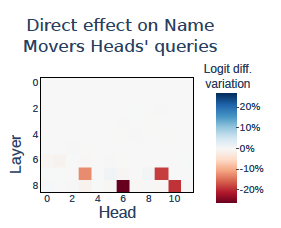 Direct effect on Name
Movers Heads' queries
Logit diff.
variation
20%
10%
0%
-10%
-20%
0
2
4
6
8
Layer
0
2
4
6
8
10
Head